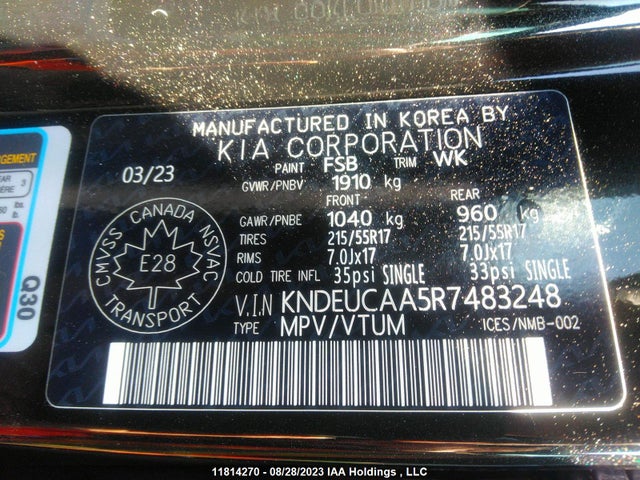 MANUFACTURED IN KOREA BY
KIA CORPORATION
03/23 PAINT FSB TRIM WK
GVWR/PNBV 1910 kg
FRONT REAR
GAWR/PNBE 1040 kg 960 kg
TIRES 215/55R17 215/55R17
RIMS 7.0Jx17 7.0Jx17
COLD TIRE INFL 35psi SINGLE 33psi SINGLE
V.I.N KNDEUCAA5R7483248
TYPE MPV/VTUM ICES/NMB-002
CMVSS CANADA NSVAC
E28
TRANSPORT
Q30
3
lbs.
11814270 - 08/28/2023 IAA Holdings , LLC